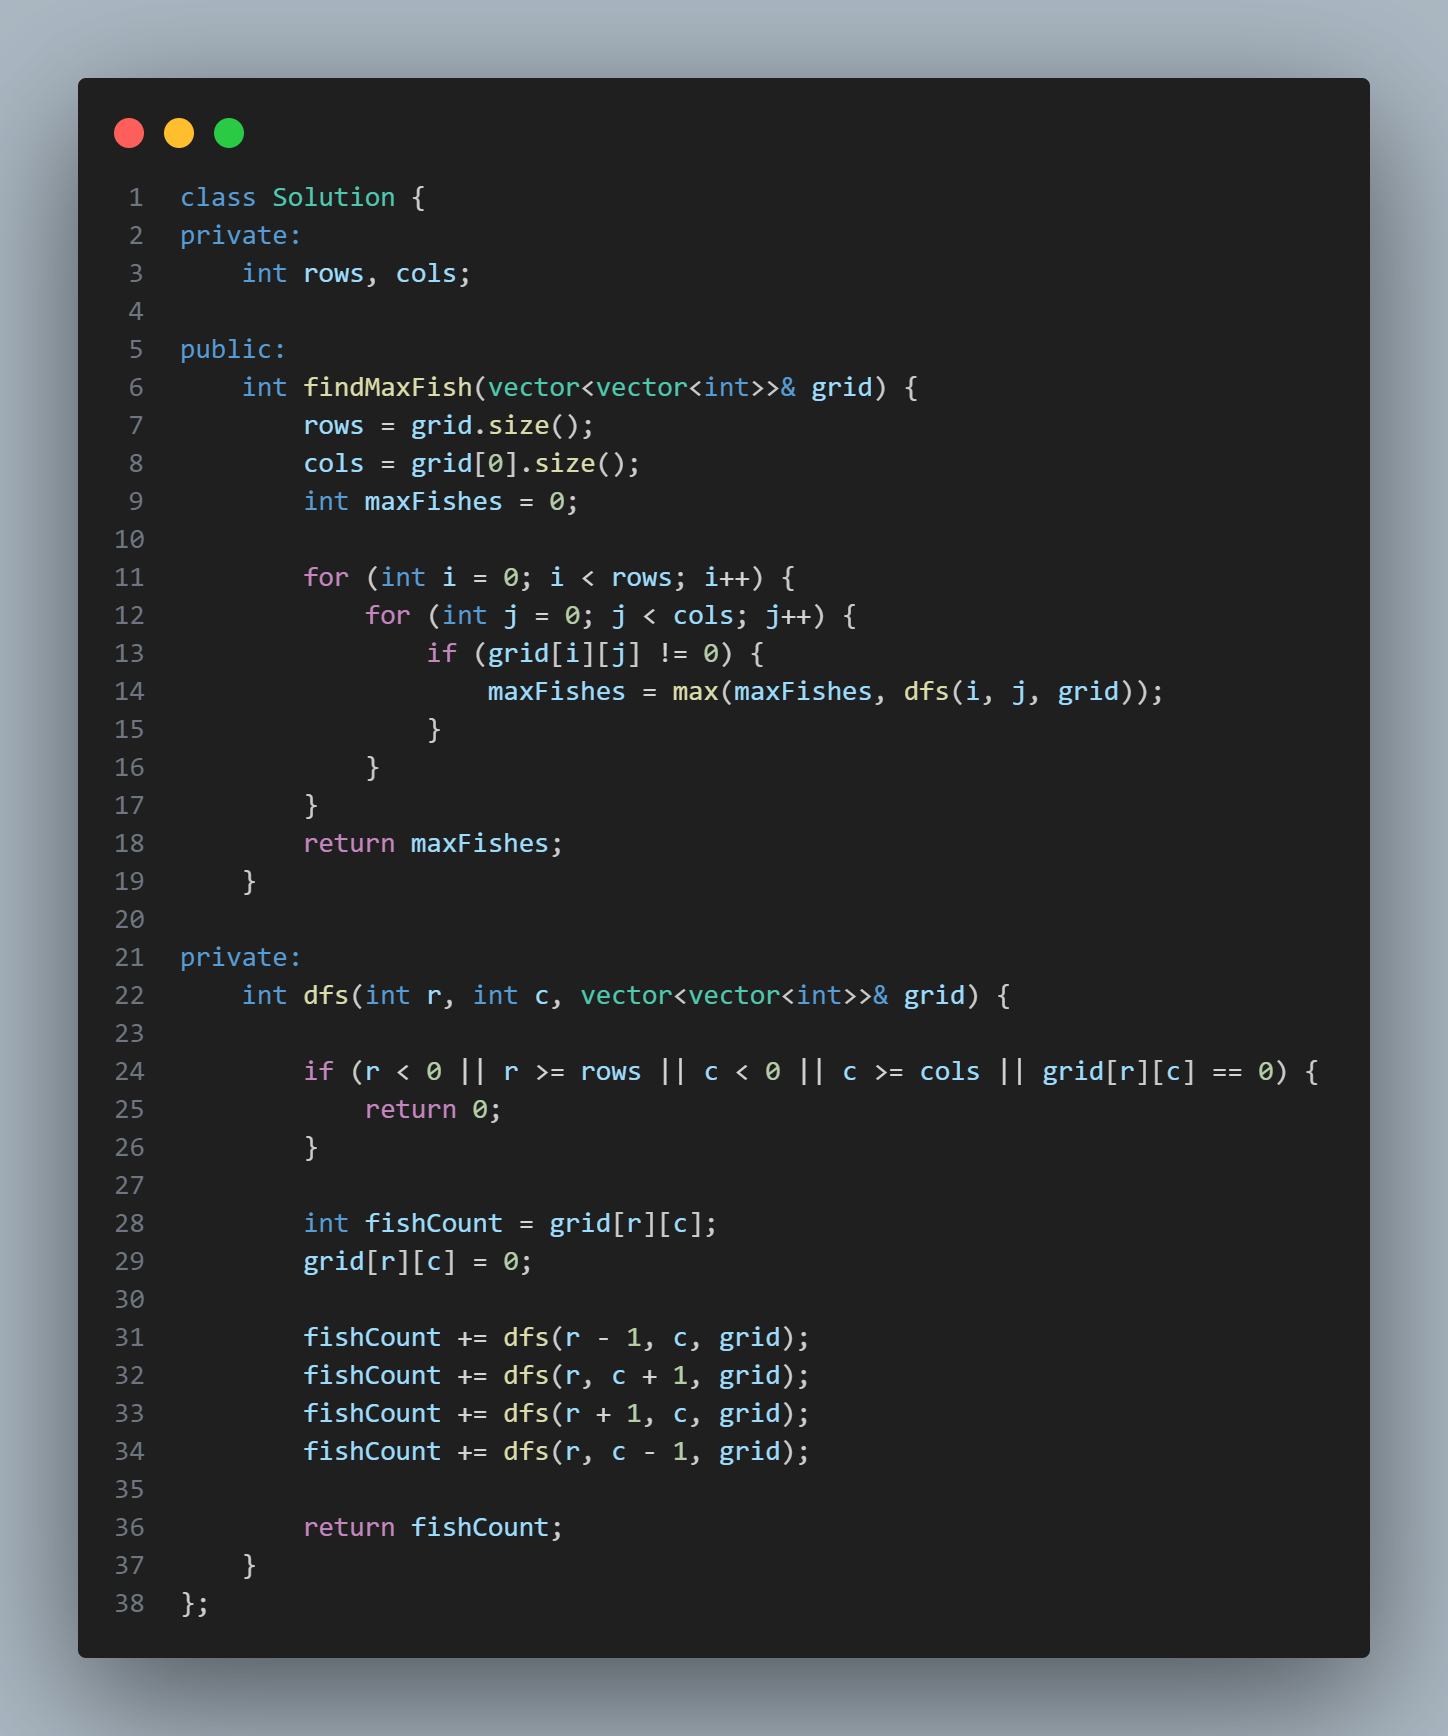 1 class Solution {
2 private:
3     int rows, cols;
4
5 public:
6     int findMaxFish(vector<vector<int>>& grid) {
7         rows = grid.size();
8         cols = grid[0].size();
9         int maxFishes = 0;
10
11         for (int i = 0; i < rows; i++) {
12             for (int j = 0; j < cols; j++) {
13                 if (grid[i][j] != 0) {
14                     maxFishes = max(maxFishes, dfs(i, j, grid));
15                 }
16             }
17         }
18         return maxFishes;
19     }
20
21 private:
22     int dfs(int r, int c, vector<vector<int>>& grid) {
23
24         if (r < 0 || r >= rows || c < 0 || c >= cols || grid[r][c] == 0) {
25             return 0;
26         }
27
28         int fishCount = grid[r][c];
29         grid[r][c] = 0;
30
31         fishCount += dfs(r - 1, c, grid);
32         fishCount += dfs(r, c + 1, grid);
33         fishCount += dfs(r + 1, c, grid);
34         fishCount += dfs(r, c - 1, grid);
35
36         return fishCount;
37     }
38 };